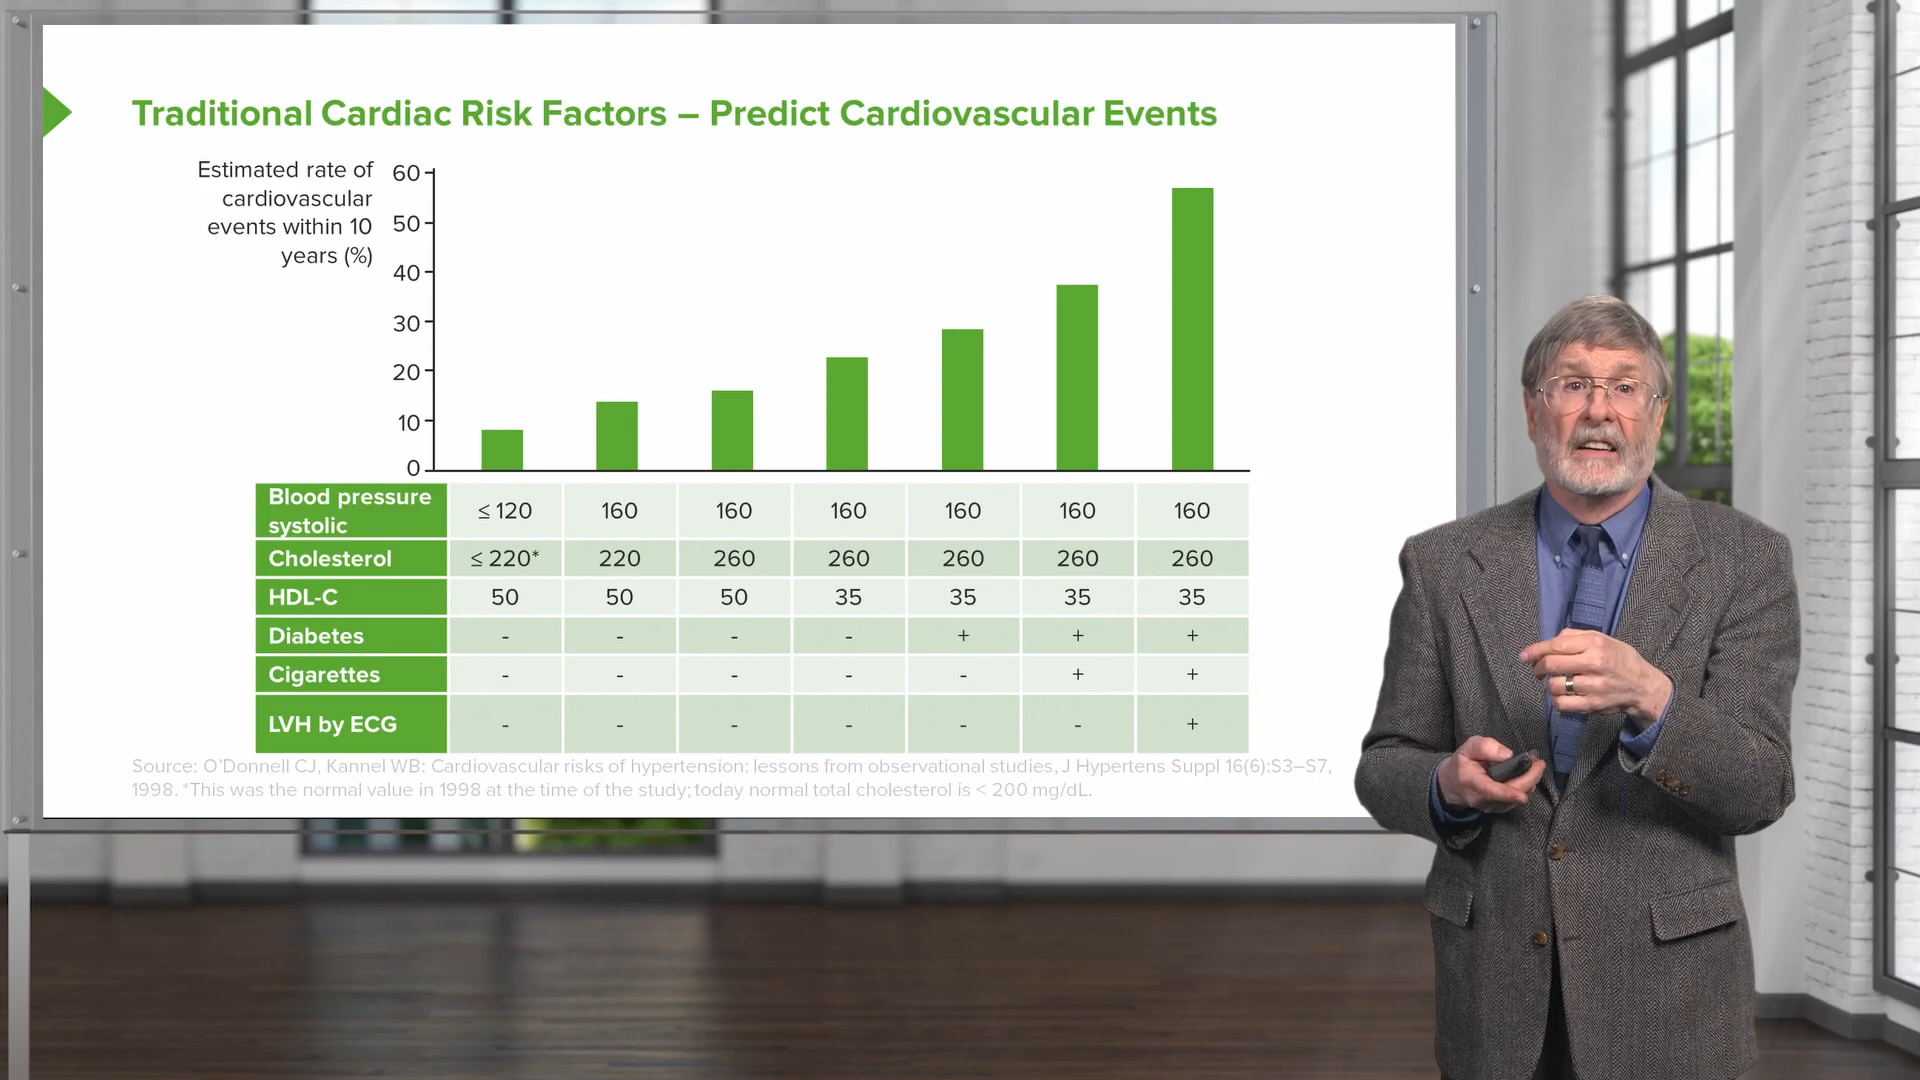 Traditional Cardiac Risk Factors – Predict Cardiovascular Events
Estimated rate of
cardiovascular
events within 10
years (%)
60
50
40
30
20
10
0
Blood pressure
systolic
≤ 120 160 160 160 160 160 160
Cholesterol ≤ 220* 220 260 260 260 260 260
HDL-C 50 50 50 35 35 35 35
Diabetes - - - - + + +
Cigarettes - - - - - + +
LVH by ECG - - - - - - +
Source: O'Donnell CJ, Kannel WB: Cardiovascular risks of hypertension: lessons from observational studies, J Hypertens Suppl 16(6):S3–S7,
1998. *This was the normal value in 1998 at the time of the study; today normal total cholesterol is < 200 mg/dL.